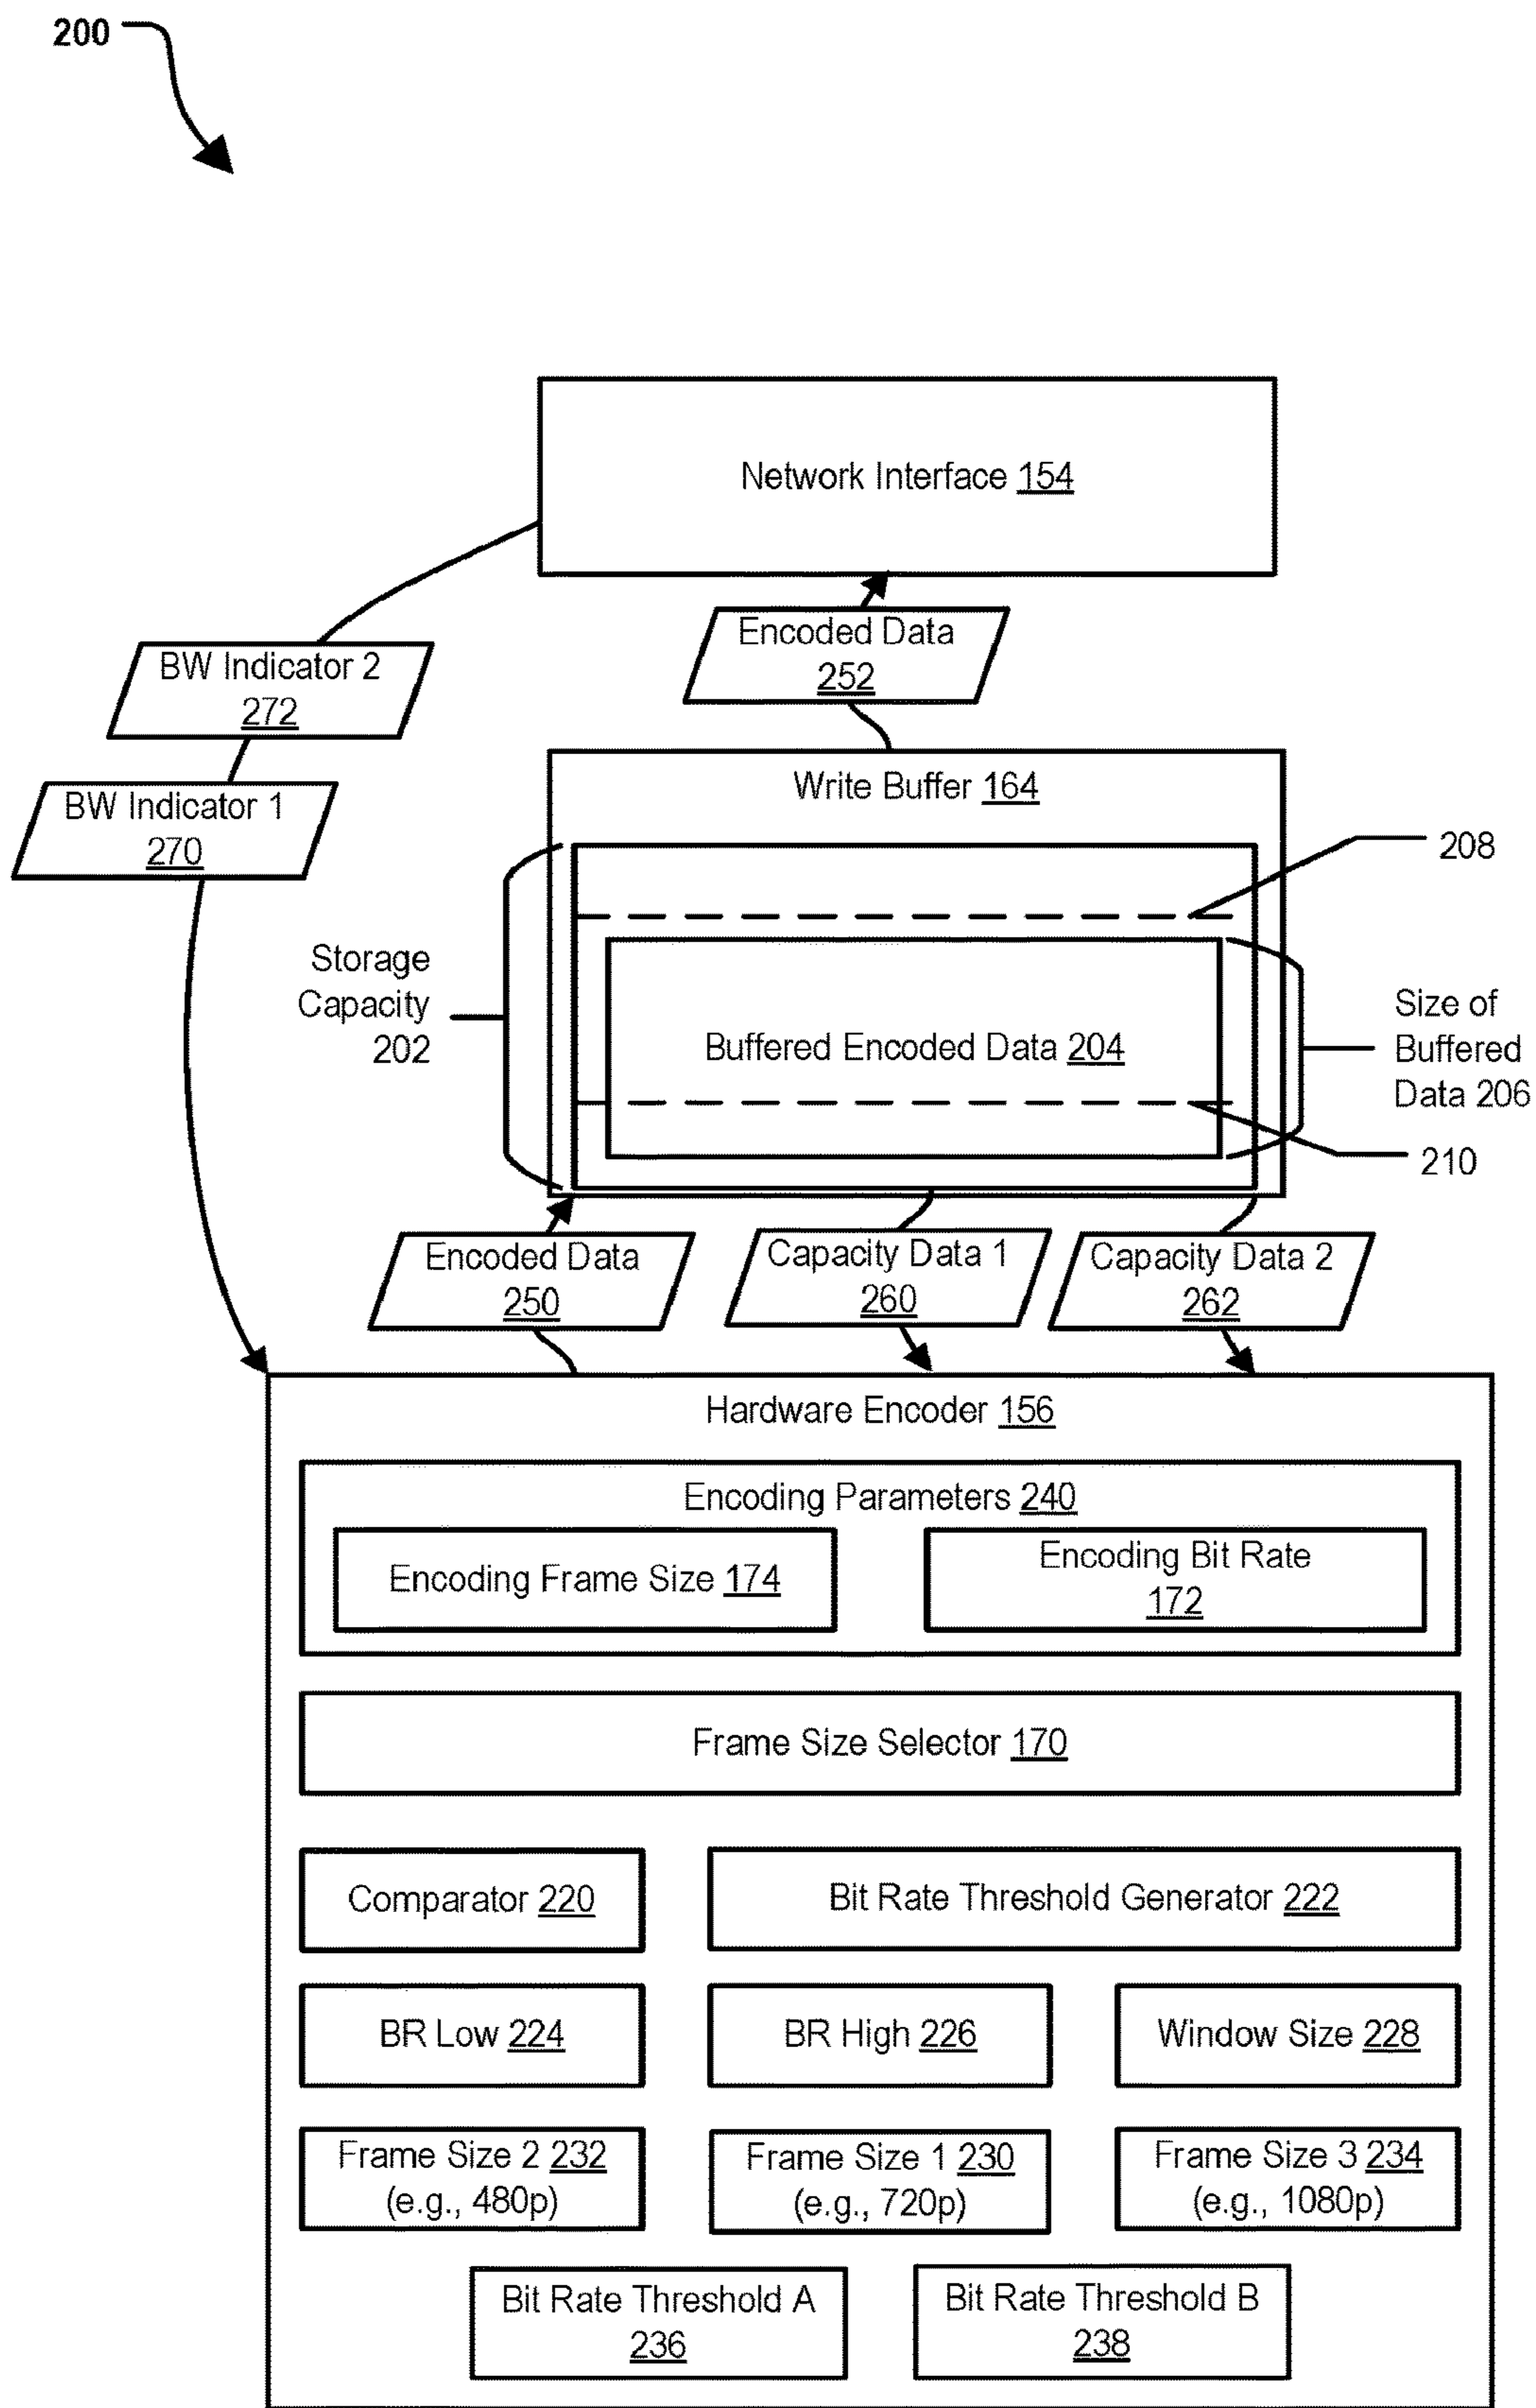 200
Network Interface 154
Encoded Data
252
BW Indicator 2
272
BW Indicator 1
270
Write Buffer 164
208
Storage
Capacity
202
Buffered Encoded Data 204
Size of
Buffered
Data 206
210
Encoded Data
250
Capacity Data 1
260
Capacity Data 2
262
Hardware Encoder 156
Encoding Parameters 240
Encoding Frame Size 174
Encoding Bit Rate
172
Frame Size Selector 170
Comparator 220
Bit Rate Threshold Generator 222
BR Low 224
BR High 226
Window Size 228
Frame Size 2 232
(e.g., 480p)
Frame Size 1 230
(e.g., 720p)
Frame Size 3 234
(e.g., 1080p)
Bit Rate Threshold A
236
Bit Rate Threshold B
238